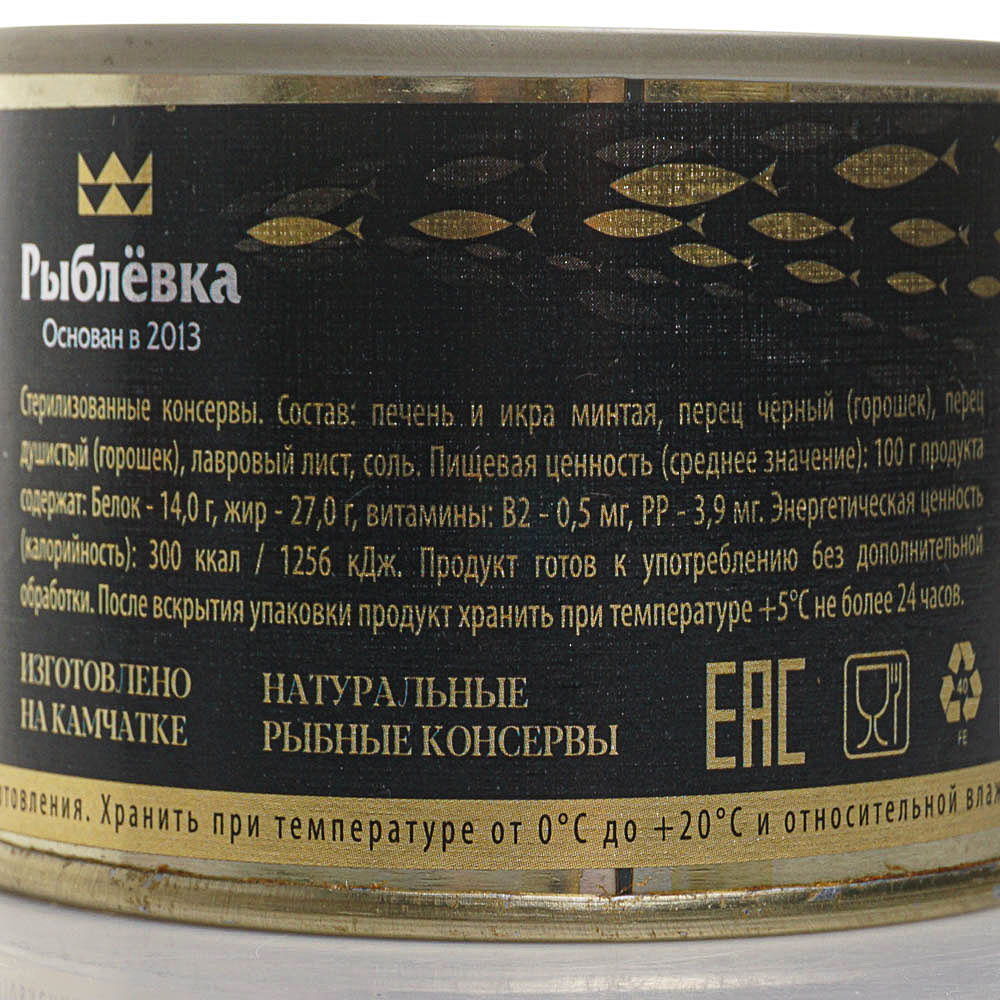 Рыблёвка
Основан в 2013
Стерилизованные консервы. Состав: печень и икра минтая, перец чёрный (горошек), перец
душистый (горошек), лавровый лист, соль. Пищевая ценность (среднее значение): 100 г продукта
содержат: Белок - 14,0 г, жир - 27,0 г, витамины: В2 - 0,5 мг, РР - 3,9 мг. Энергетическая ценность
(калорийность): 300 ккал / 1256 кДж. Продукт готов к употреблению без дополнительной
обработки. После вскрытия упаковки продукт хранить при температуре +5°С не более 24 часов.
ИЗГОТОВЛЕНО
НА КАМЧАТКЕ
НАТУРАЛЬНЫЕ
РЫБНЫЕ КОНСЕРВЫ
EAC
40
FE
отовления. Хранить при температуре от 0°С до +20°С и относительной влаж